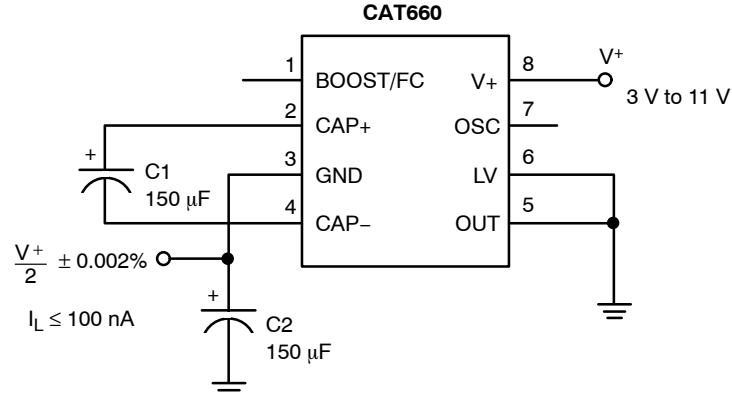 CAT660
1
BOOST/FC
V+
8
V+
3 V to 11 V
2
CAP+
OSC
7
+
C1
150 μF
3
GND
LV
6
4
CAP−
OUT
5
V+
2
± 0.002%
IL ≤ 100 nA
+
C2
150 μF